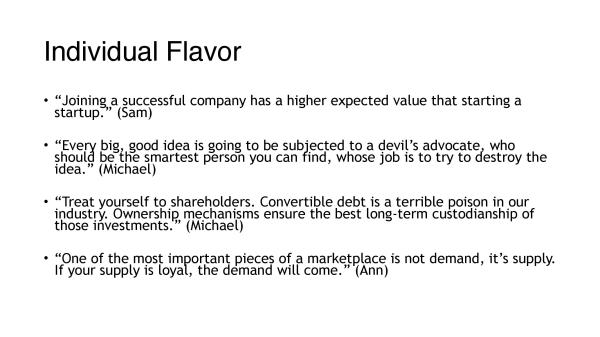 Individual Flavor
• “Joining a successful company has a higher expected value that starting a
startup.” (Sam)
• “Every big, good idea is going to be subjected to a devil’s advocate, who
should be the smartest person you can find, whose job is to try to destroy the
idea.” (Michael)
• “Treat yourself to shareholders. Convertible debt is a terrible poison in our
industry. Ownership mechanisms ensure the best long-term custodianship of
those investments.” (Michael)
• “One of the most important pieces of a marketplace is not demand, it’s supply.
If your supply is loyal, the demand will come.” (Ann)